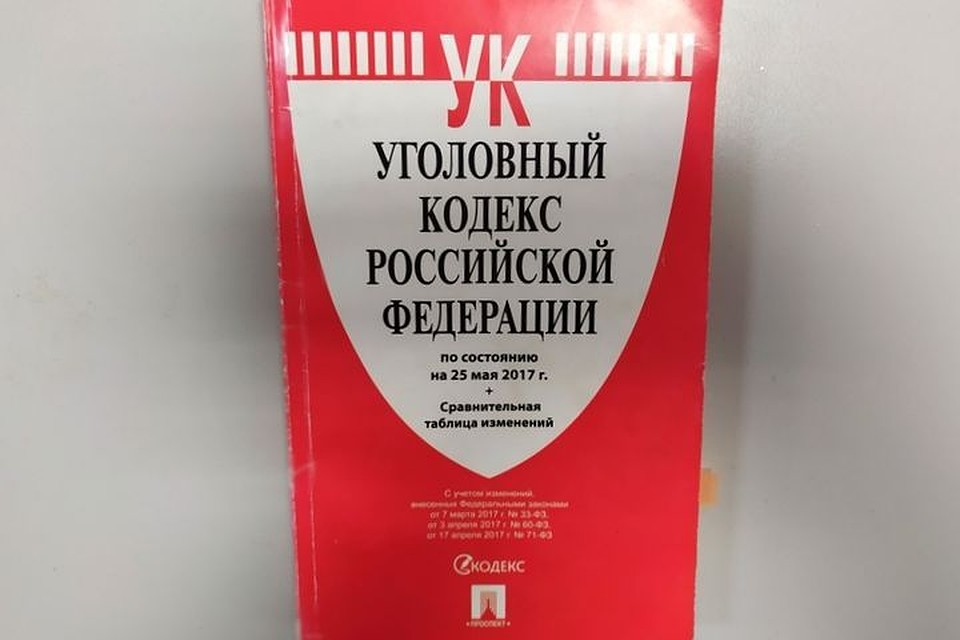 УК
УГОЛОВНЫЙ
КОДЕКС
РОССИЙСКОЙ
ФЕДЕРАЦИИ
по состоянию
на 25 мая 2017 г.
+
Сравнительная
таблица изменений
С учетом изменений,
внесенных Федеральными законами
от 7 марта 2017 г. № 33-ФЗ,
от 3 апреля 2017 г. № 60-ФЗ,
от 17 апреля 2017 г. № 71-ФЗ
КОДЕКС
•ПРОСПЕКТ•